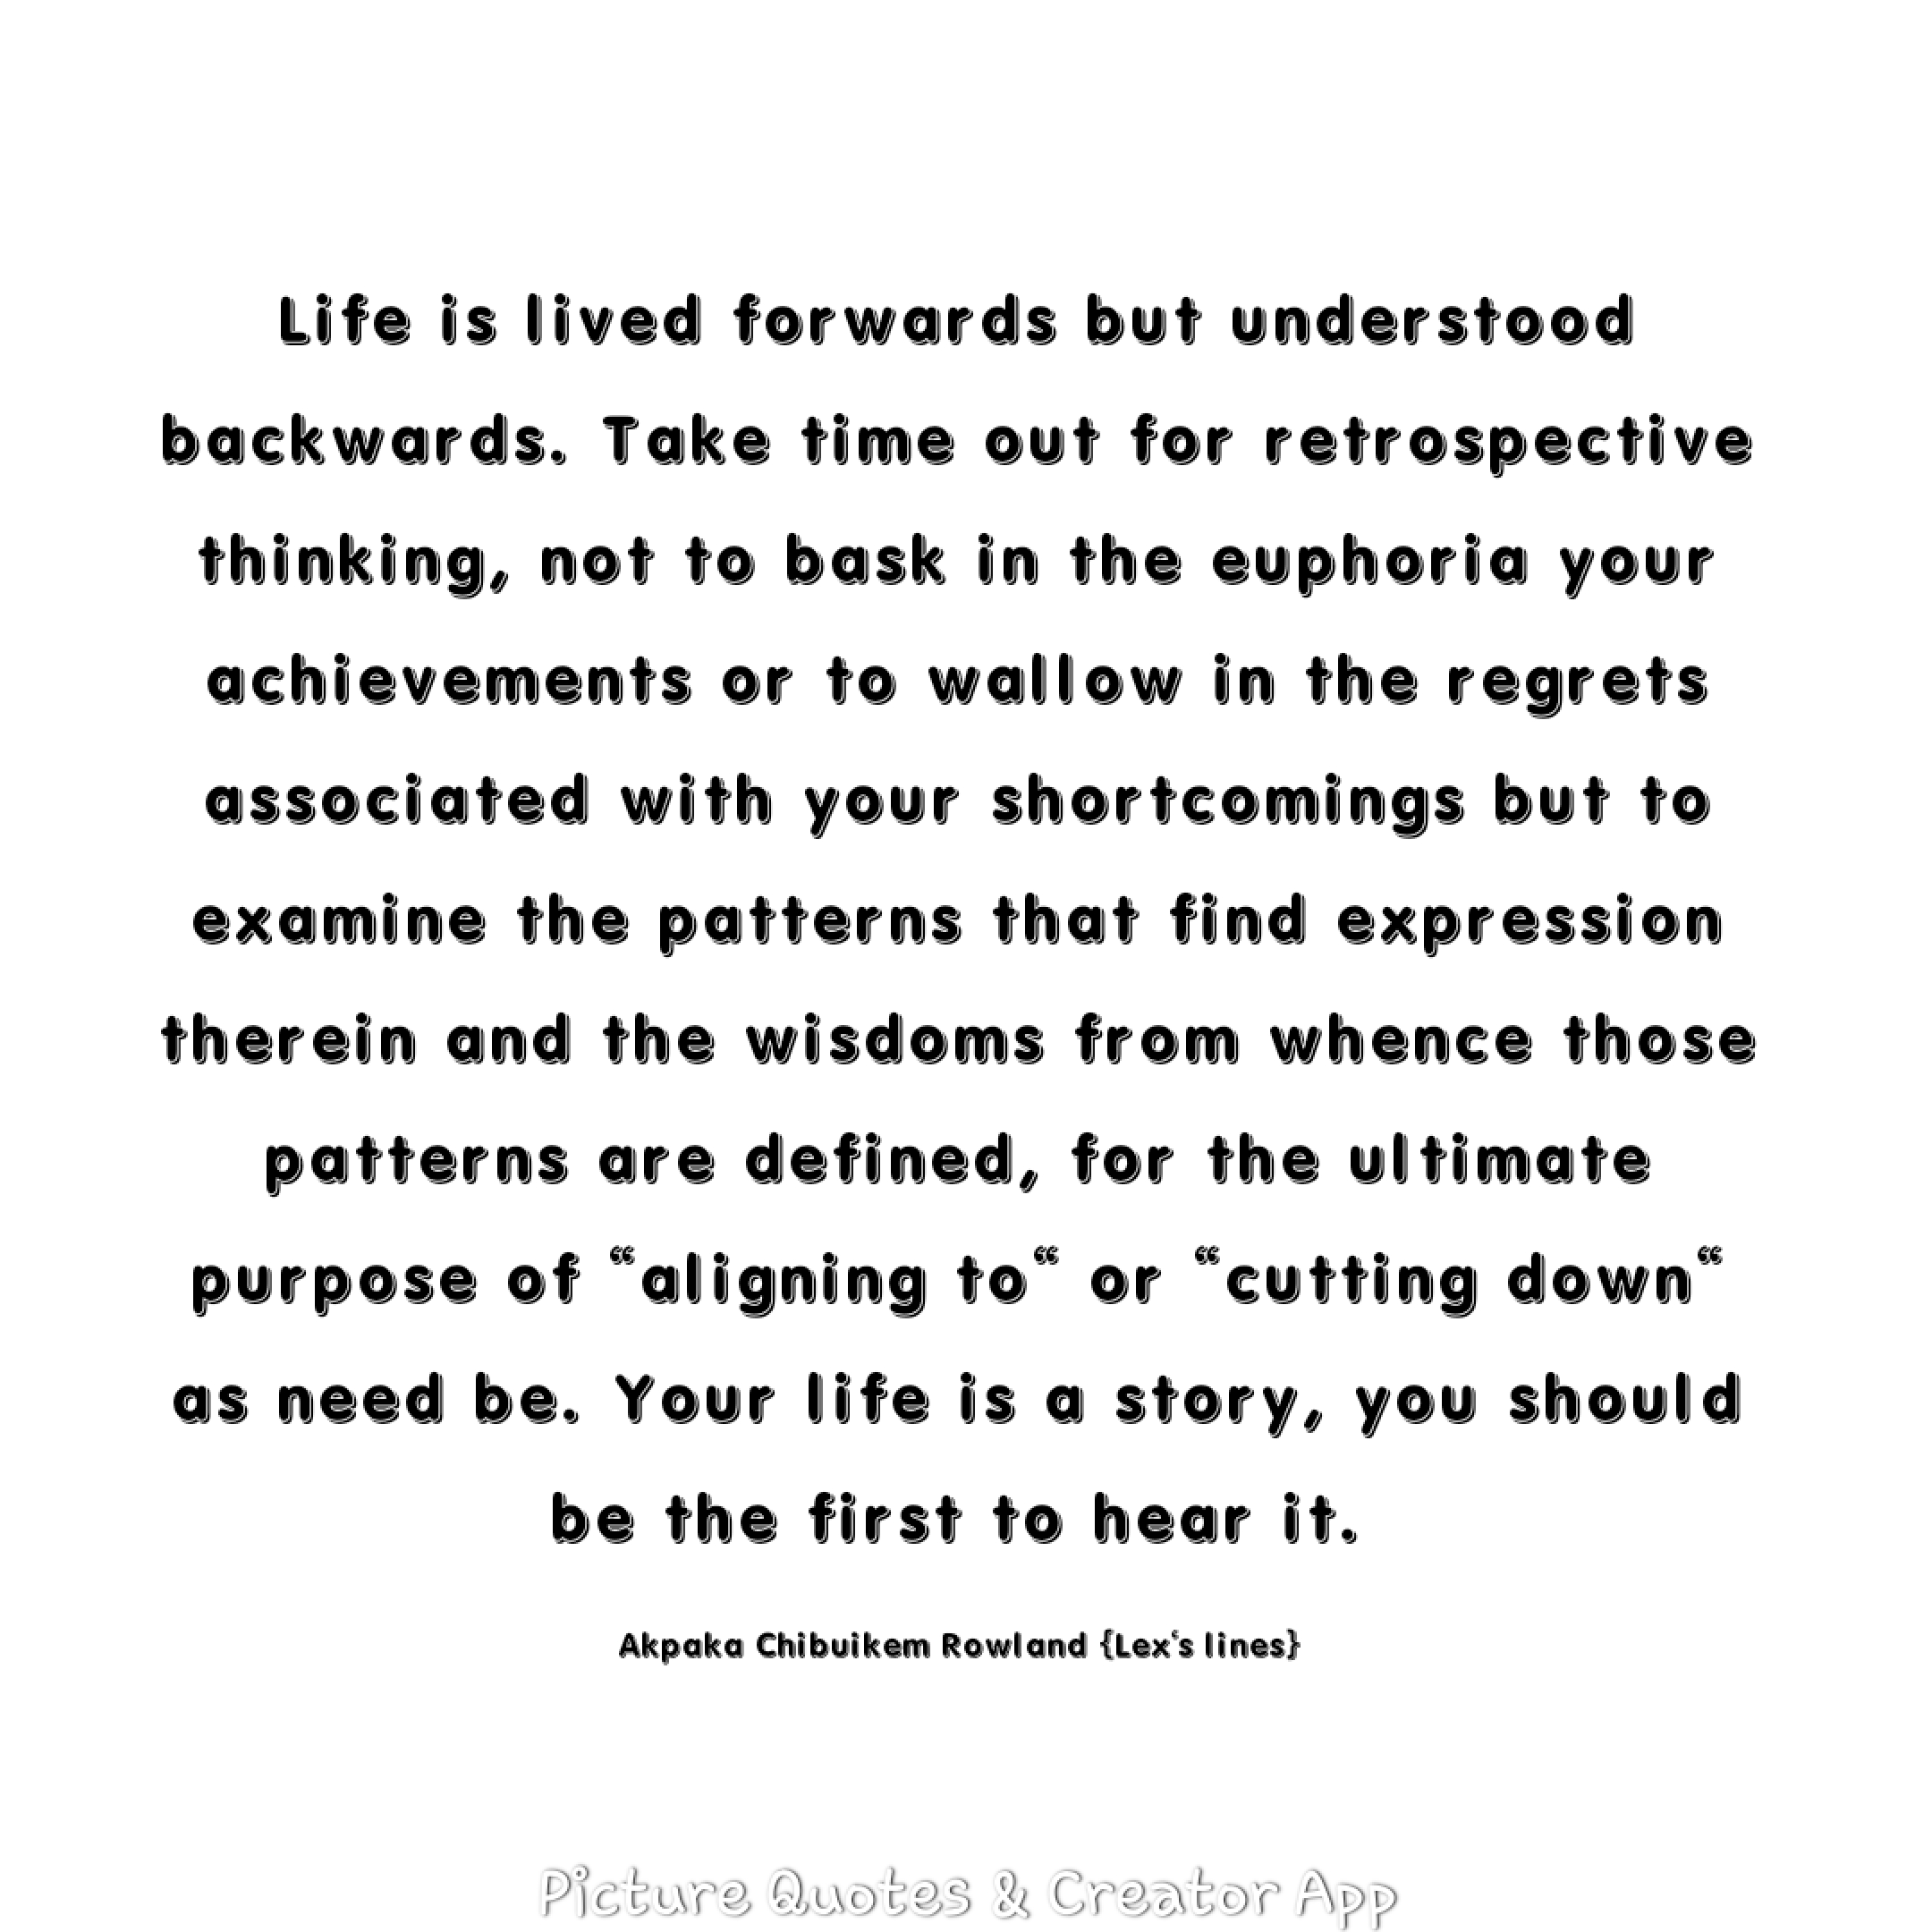 Life is lived forwards but understood
backwards. Take time out for retrospective
thinking, not to bask in the euphoria your
achievements or to wallow in the regrets
associated with your shortcomings but to
examine the patterns that find expression
therein and the wisdoms from whence those
patterns are defined, for the ultimate
purpose of “aligning to“ or “cutting down“
as need be. Your life is a story, you should
be the first to hear it.
Akpaka Chibuikem Rowland {Lex‘s lines}
Picture Quotes & Creator App